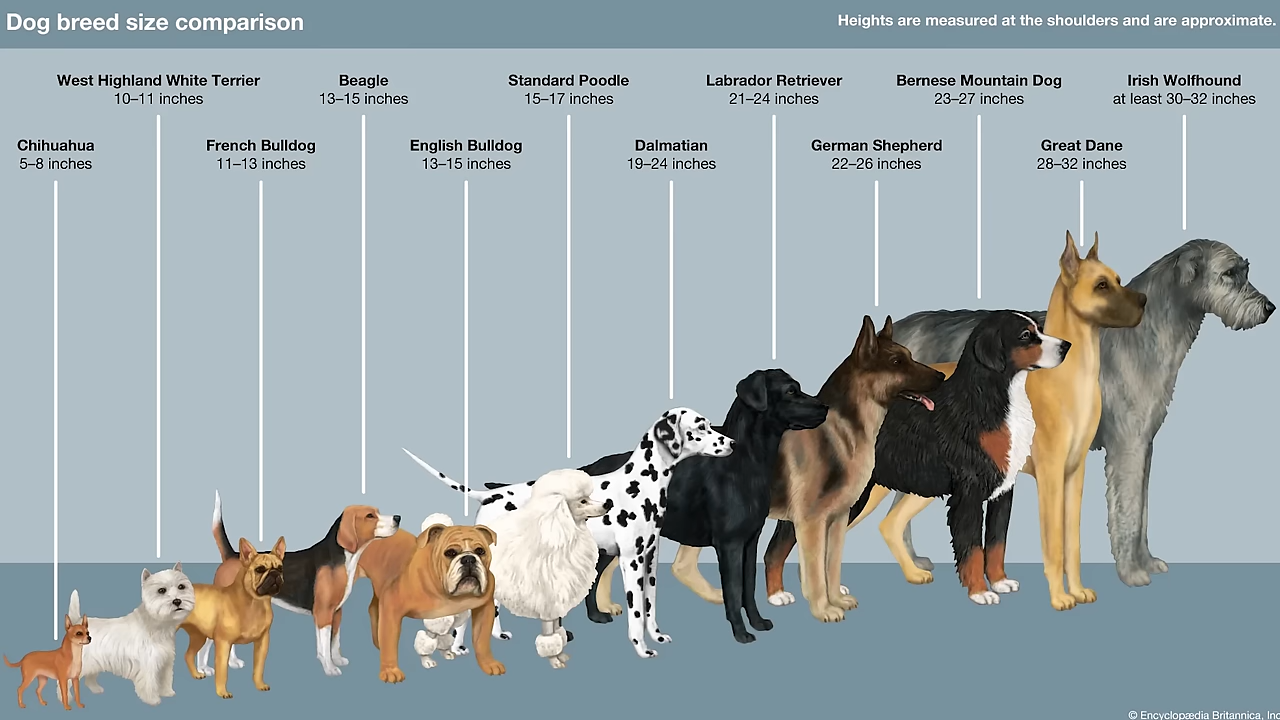 Dog breed size comparison
Heights are measured at the shoulders and are approximate.
West Highland White Terrier
10–11 inches
Beagle
13–15 inches
Standard Poodle
15–17 inches
Labrador Retriever
21–24 inches
Bernese Mountain Dog
23–27 inches
Irish Wolfhound
at least 30–32 inches
Chihuahua
5–8 inches
French Bulldog
11–13 inches
English Bulldog
13–15 inches
Dalmatian
19–24 inches
German Shepherd
22–26 inches
Great Dane
28–32 inches
© Encyclopædia Britannica, Inc